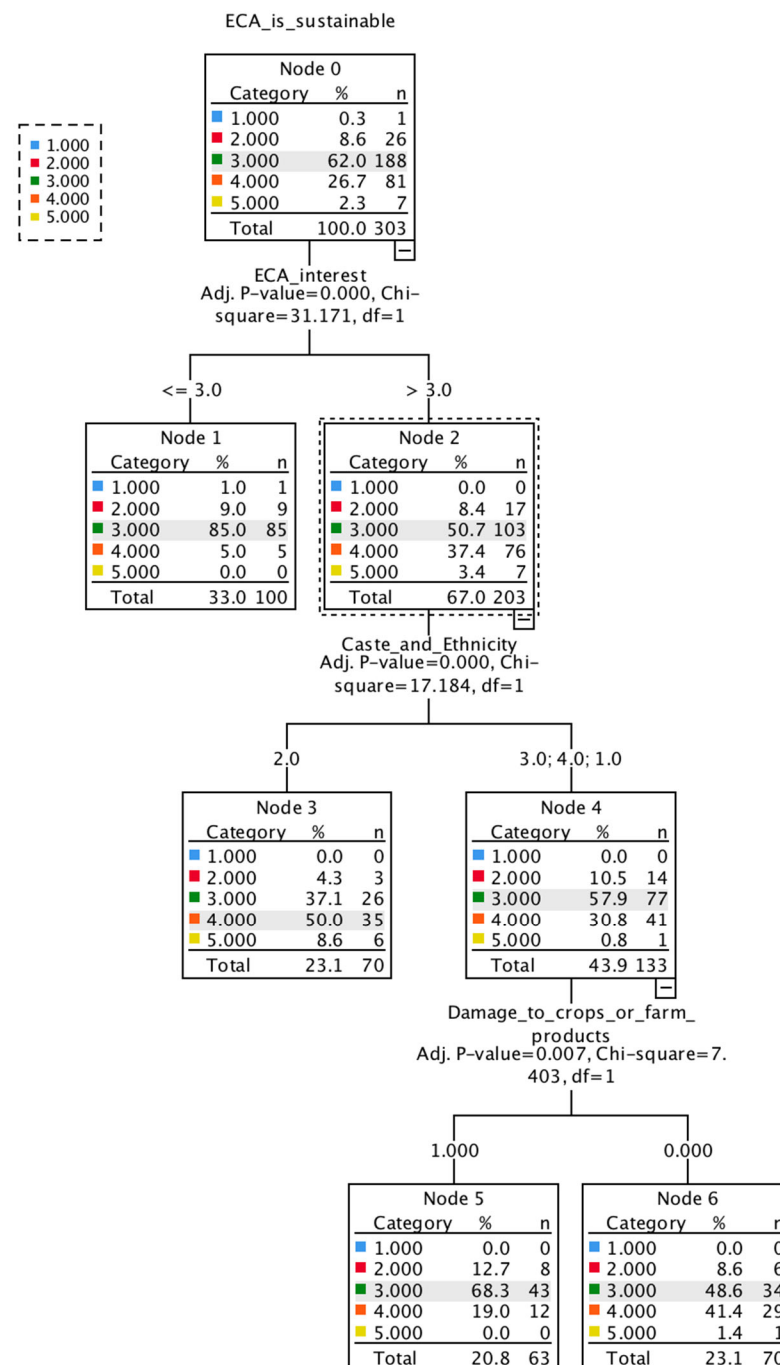 ECA_is_sustainable
1.000
2.000
3.000
4.000
5.000
Node 0
Category % n
1.000 0.3 1
2.000 8.6 26
3.000 62.0 188
4.000 26.7 81
5.000 2.3 7
Total 100.0 303
ECA_interest
Adj. P-value=0.000, Chi-
square=31.171, df=1
<= 3.0
> 3.0
Node 1
Category % n
1.000 1.0 1
2.000 9.0 9
3.000 85.0 85
4.000 5.0 5
5.000 0.0 0
Total 33.0 100
Node 2
Category % n
1.000 0.0 0
2.000 8.4 17
3.000 50.7 103
4.000 37.4 76
5.000 3.4 7
Total 67.0 203
Caste_and_Ethnicity
Adj. P-value=0.000, Chi-
square=17.184, df=1
2.0
3.0; 4.0; 1.0
Node 3
Category % n
1.000 0.0 0
2.000 4.3 3
3.000 37.1 26
4.000 50.0 35
5.000 8.6 6
Total 23.1 70
Node 4
Category % n
1.000 0.0 0
2.000 10.5 14
3.000 57.9 77
4.000 30.8 41
5.000 0.8 1
Total 43.9 133
Damage_to_crops_or_farm_
products
Adj. P-value=0.007, Chi-square=7.
403, df=1
1.000
0.000
Node 5
Category % n
1.000 0.0 0
2.000 12.7 8
3.000 68.3 43
4.000 19.0 12
5.000 0.0 0
Total 20.8 63
Node 6
Category % n
1.000 0.0 0
2.000 8.6 6
3.000 48.6 34
4.000 41.4 29
5.000 1.4 1
Total 23.1 70